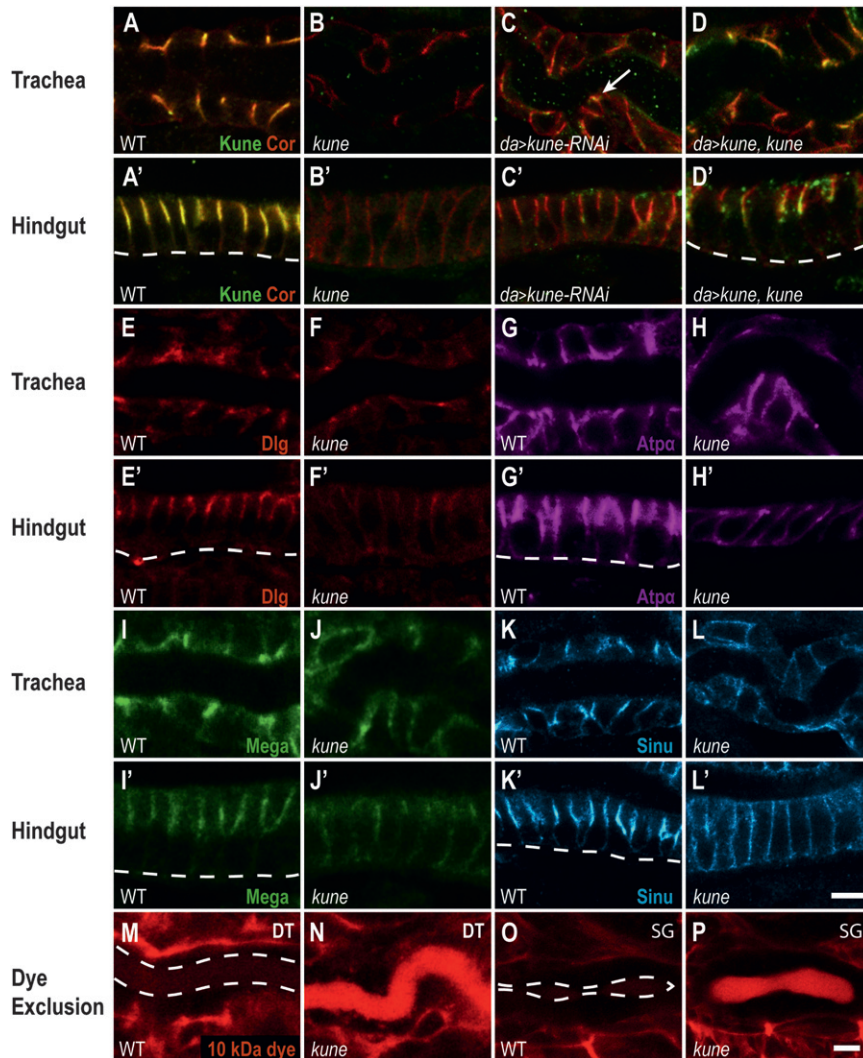 A B C D
Trachea
WT Kune Cor kune da>kune-RNAi da>kune, kune
A' B' C' D'
Hindgut
WT Kune Cor kune da>kune-RNAi da>kune, kune
E F G H
Trachea
WT Dlg kune WT Atpα kune
E' F' G' H'
Hindgut
WT Dlg kune WT Atpα kune
I J K L
Trachea
WT Mega kune WT Sinu kune
I' J' K' L'
Hindgut
WT Mega kune WT Sinu kune
M DT N DT O SG P SG
Dye
Exclusion
WT 10 kDa dye kune WT kune